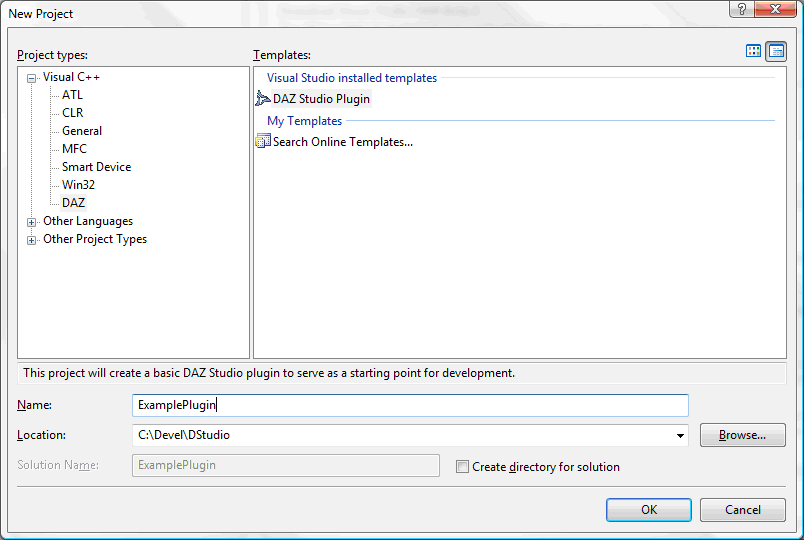 New Project
Project types:
Templates:
Visual C++
ATL
CLR
General
MFC
Smart Device
Win32
DAZ
Other Languages
Other Project Types
Visual Studio installed templates
DAZ Studio Plugin
My Templates
Search Online Templates...
This project will create a basic DAZ Studio plugin to serve as a starting point for development.
Name:
ExamplePlugin
Location:
C:\Devel\DStudio
Browse...
Solution Name:
ExamplePlugin
Create directory for solution
OK
Cancel